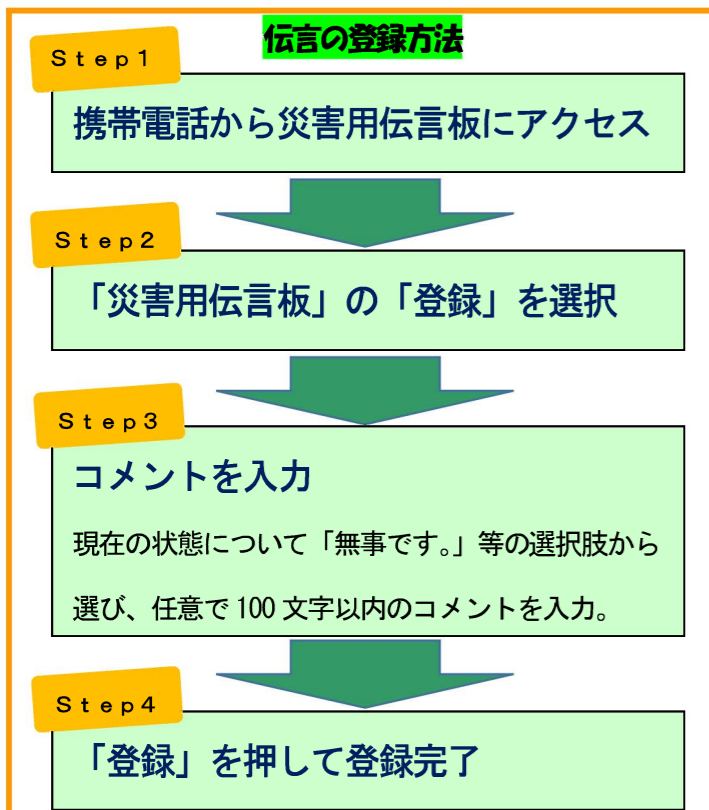 伝言の登録方法
Step1
携帯電話から災害用伝言板にアクセス
Step2
「災害用伝言板」の「登録」を選択
Step3
コメントを入力
現在の状態について「無事です。」等の選択肢から
選び、任意で100文字以内のコメントを入力。
Step4
「登録」を押して登録完了